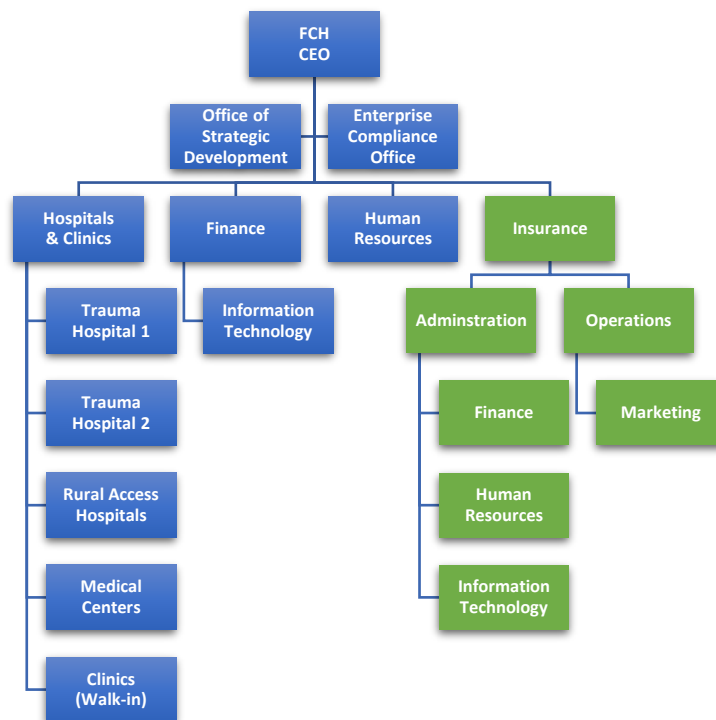 FCH
CEO
Office of
Strategic
Development
Enterprise
Compliance
Office
Hospitals
& Clinics
Finance
Human
Resources
Insurance
Trauma
Hospital 1
Information
Technology
Adminstration
Operations
Trauma
Hospital 2
Finance
Marketing
Rural Access
Hospitals
Human
Resources
Medical
Centers
Information
Technology
Clinics
(Walk-in)